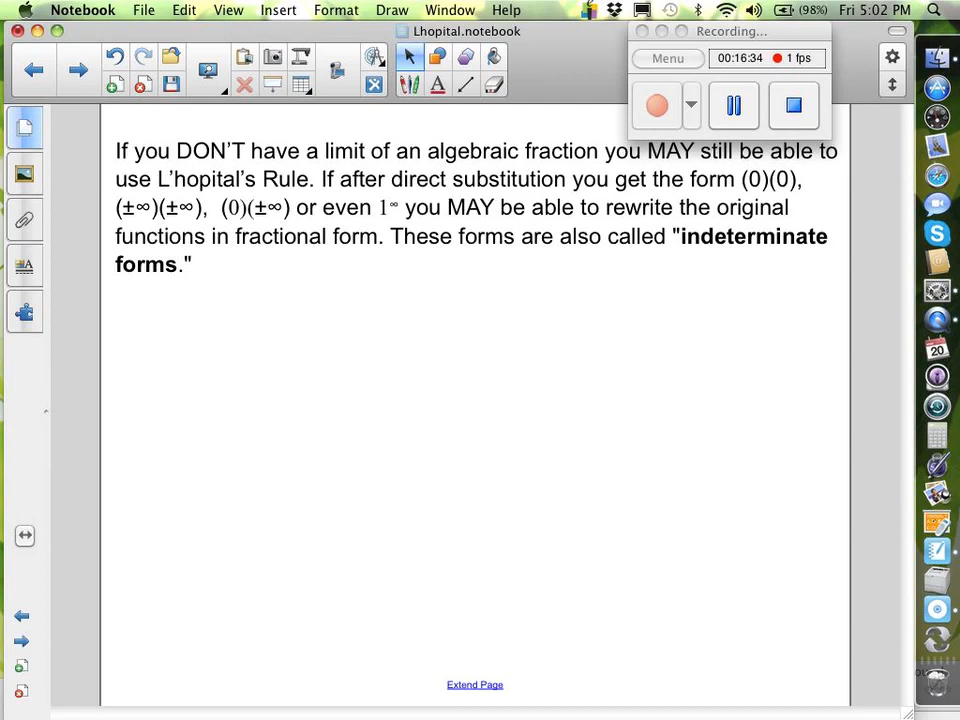 Notebook File Edit View Insert Format Draw Window Help (98%) Fri 5:02 PM
Lhopital.notebook
Recording...
Menu 00:16:34 1 fps
If you DON'T have a limit of an algebraic fraction you MAY still be able to
use L'hopital's Rule. If after direct substitution you get the form (0)(0),
(±∞)(±∞), (0)(±∞) or even 1^∞ you MAY be able to rewrite the original
functions in fractional form. These forms are also called "indeterminate
forms."
20
Extend Page